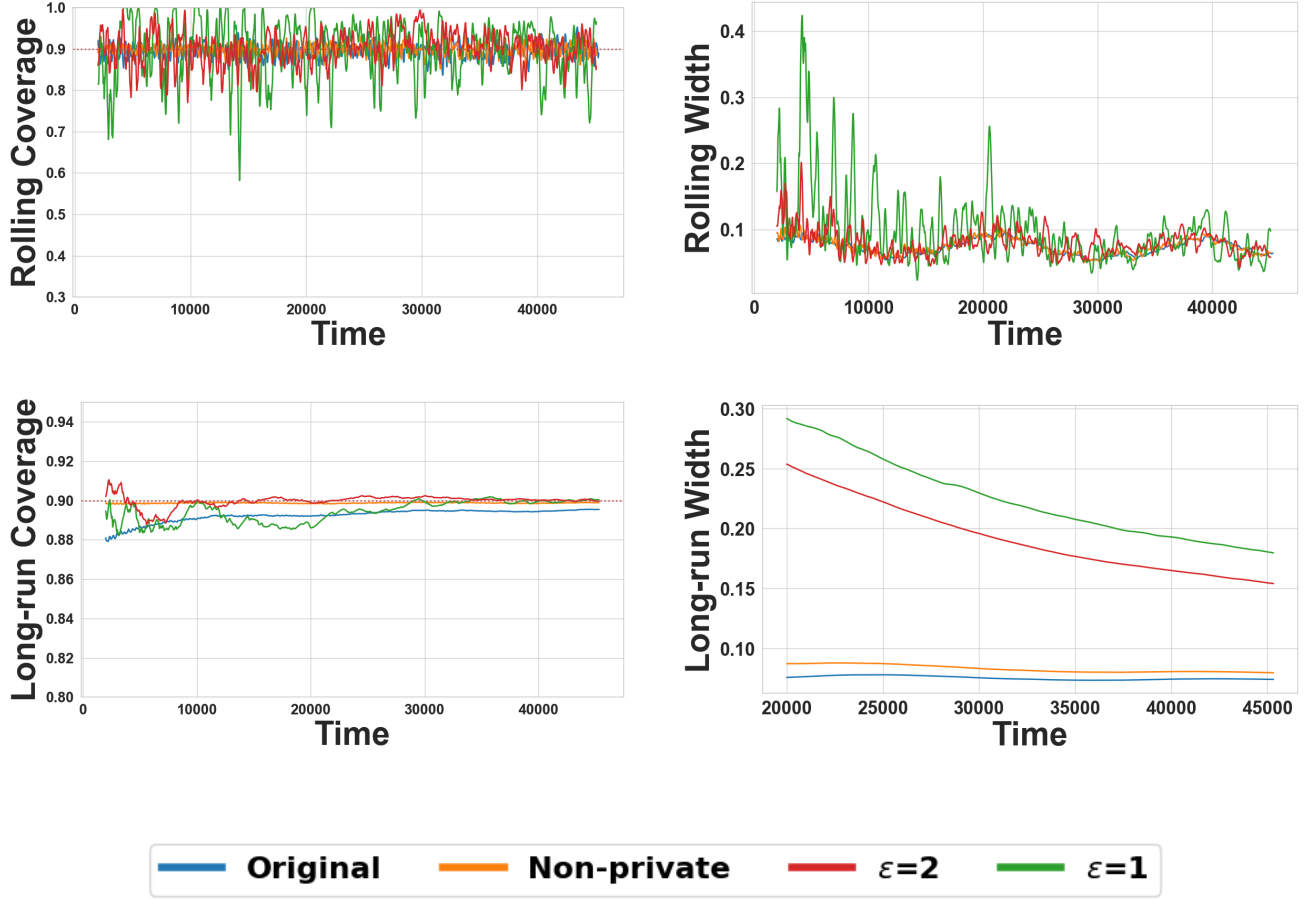 Rolling Coverage
1.0
0.9
0.8
0.7
0.6
0.5
0.4
0.3
0 10000 20000 30000 40000
Time
Rolling Width
0.4
0.3
0.2
0.1
0 10000 20000 30000 40000
Time
Long-run Coverage
0.94
0.92
0.90
0.88
0.86
0.84
0.82
0.80
0 10000 20000 30000 40000
Time
Long-run Width
0.30
0.25
0.20
0.15
0.10
20000 25000 30000 35000 40000 45000
Time
Original Non-private ε=2 ε=1